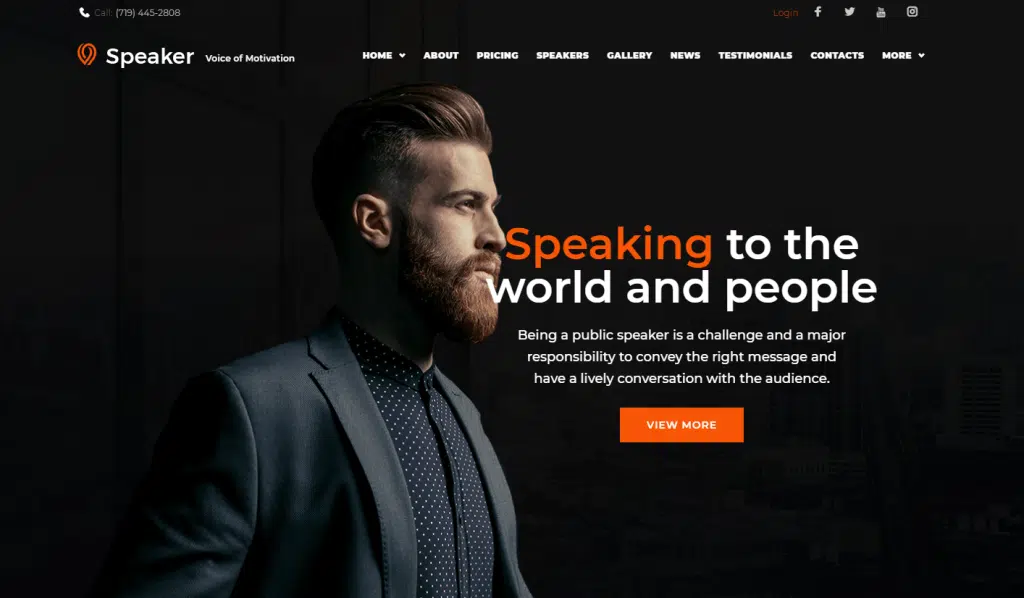 Call: (719) 445-2808
Login
Speaker Voice of Motivation
HOME ABOUT PRICING SPEAKERS GALLERY NEWS TESTIMONIALS CONTACTS MORE
Speaking to the
world and people
Being a public speaker is a challenge and a major
responsibility to convey the right message and
have a lively conversation with the audience.
VIEW MORE